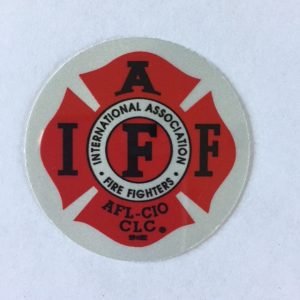 A
INTERNATIONAL ASSOCIATION
I F F
• FIRE FIGHTERS •
AFL-CIO
CLC®